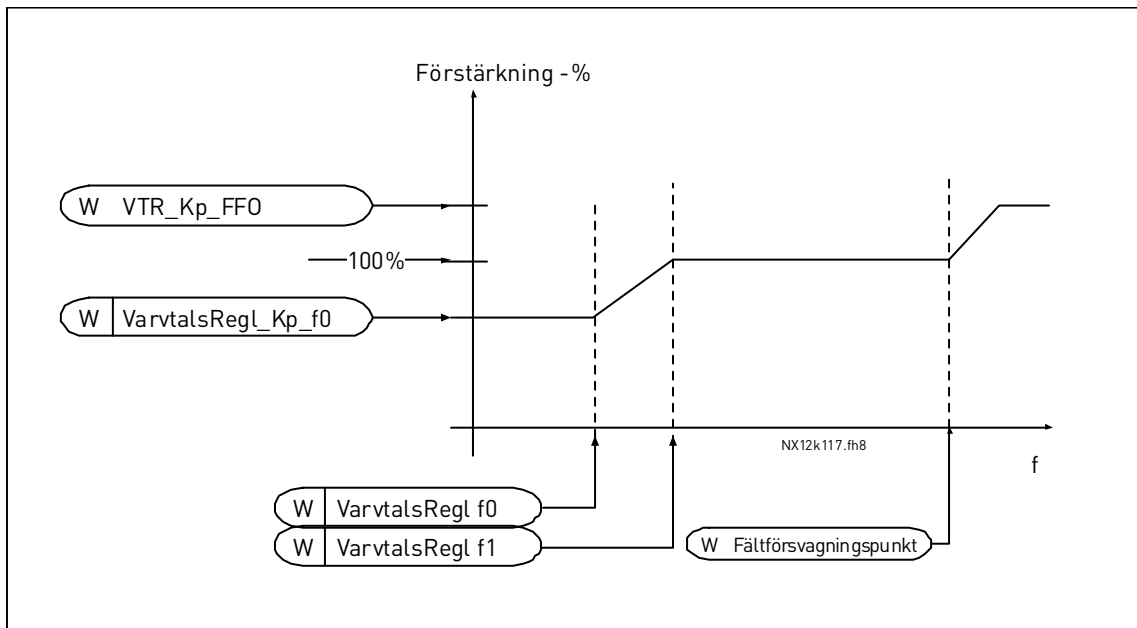 Förstärkning - %
W VTR_Kp_FFO
100%
W VarvtalsRegl_Kp_f0
NX12k117.fh8
f
W VarvtalsRegl f0
W VarvtalsRegl f1
W Fältförsvagningspunkt